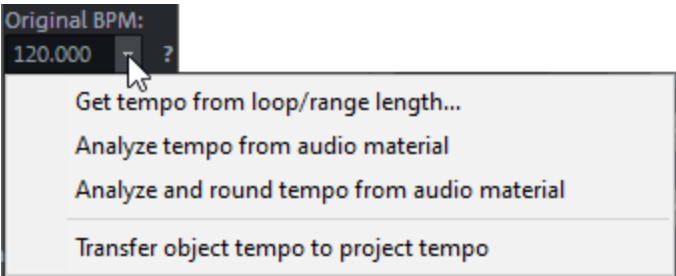 Original BPM:
120.000 ?
Get tempo from loop/range length...
Analyze tempo from audio material
Analyze and round tempo from audio material
Transfer object tempo to project tempo